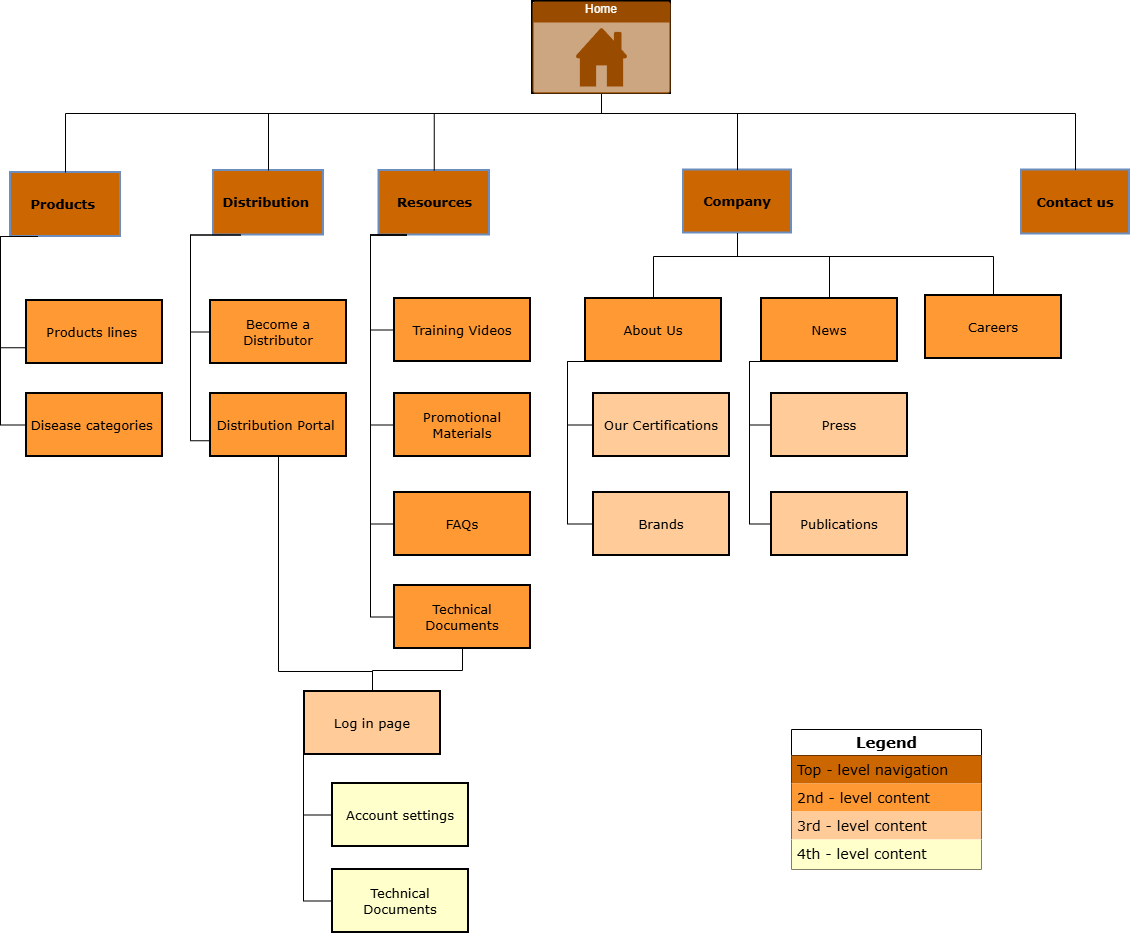 Home
Products
Distribution
Resources
Company
Contact us
Products lines
Become a
Distributor
Training Videos
About Us
News
Careers
Disease categories
Distribution Portal
Promotional
Materials
Our Certifications
Press
FAQs
Brands
Publications
Technical
Documents
Log in page
Account settings
Technical
Documents
Legend
Top - level navigation
2nd - level content
3rd - level content
4th - level content